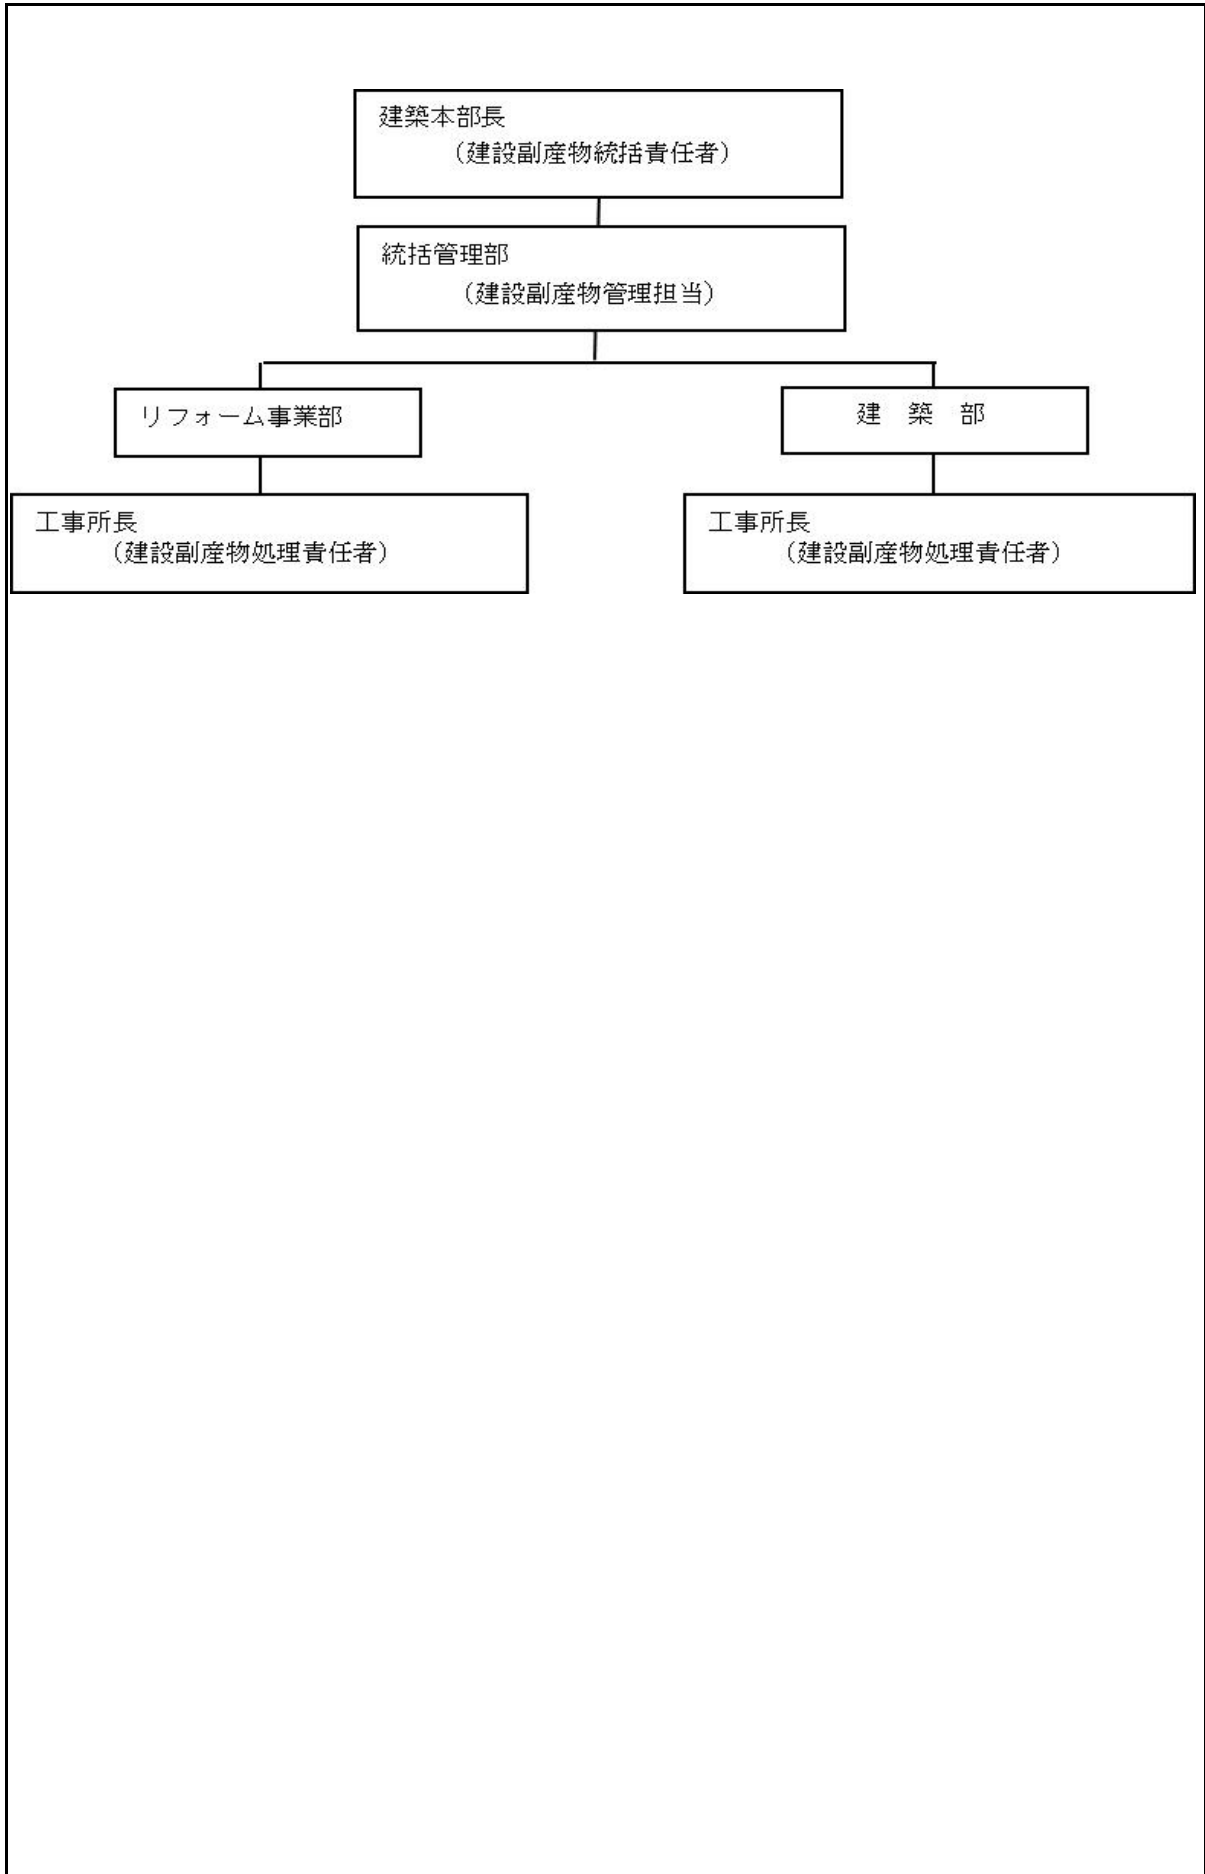 建築本部長
(建設副産物統括責任者)
統括管理部
(建設副産物管理担当)
リフォーム事業部
建　築　部
工事所長
(建設副産物処理責任者)
工事所長
(建設副産物処理責任者)